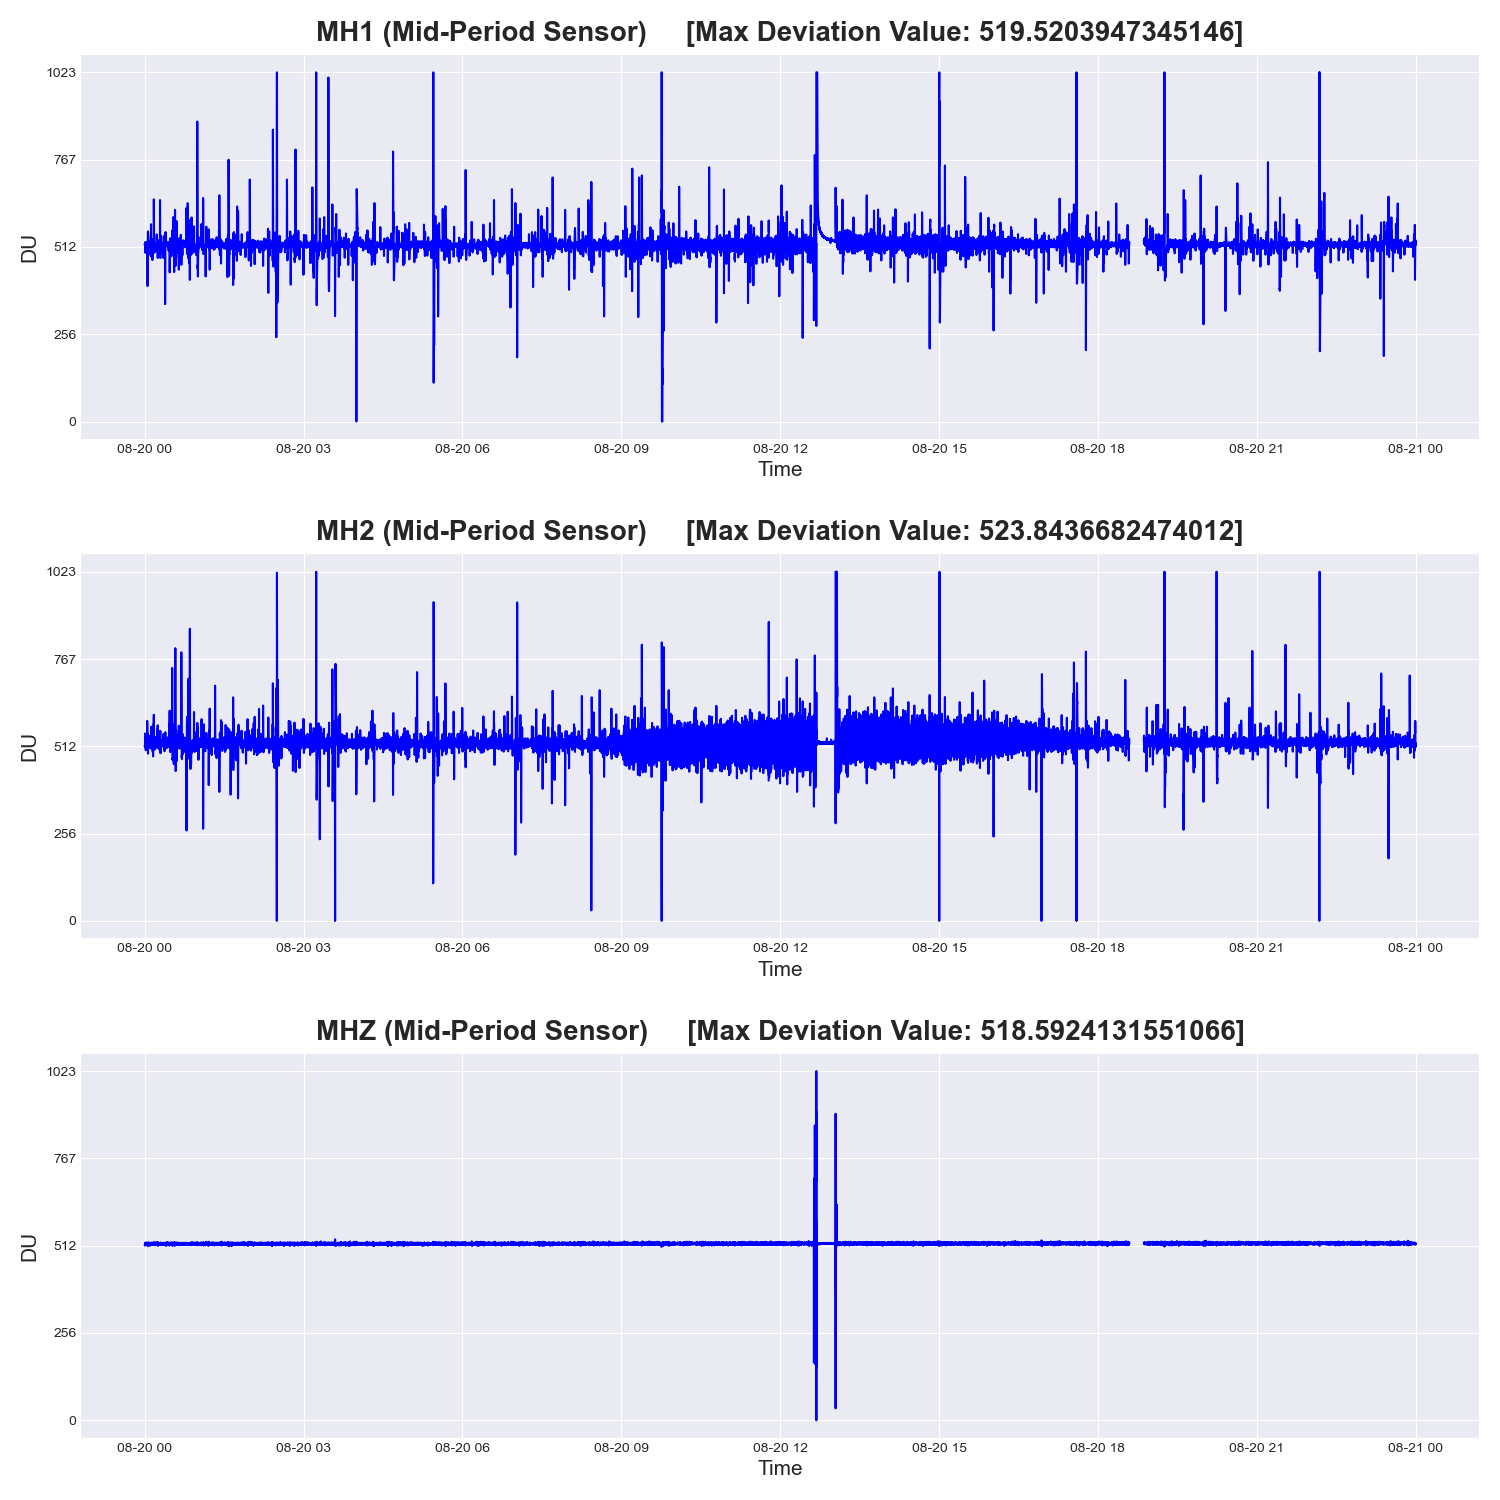 MH1 (Mid-Period Sensor) [Max Deviation Value: 519.5203947345146]
1023
767
512
256
0
DU
08-20 00 08-20 03 08-20 06 08-20 09 08-20 12 08-20 15 08-20 18 08-20 21 08-21 00
Time
MH2 (Mid-Period Sensor) [Max Deviation Value: 523.8436682474012]
1023
767
512
256
0
DU
08-20 00 08-20 03 08-20 06 08-20 09 08-20 12 08-20 15 08-20 18 08-20 21 08-21 00
Time
MHZ (Mid-Period Sensor) [Max Deviation Value: 518.5924131551066]
1023
767
512
256
0
DU
08-20 00 08-20 03 08-20 06 08-20 09 08-20 12 08-20 15 08-20 18 08-20 21 08-21 00
Time